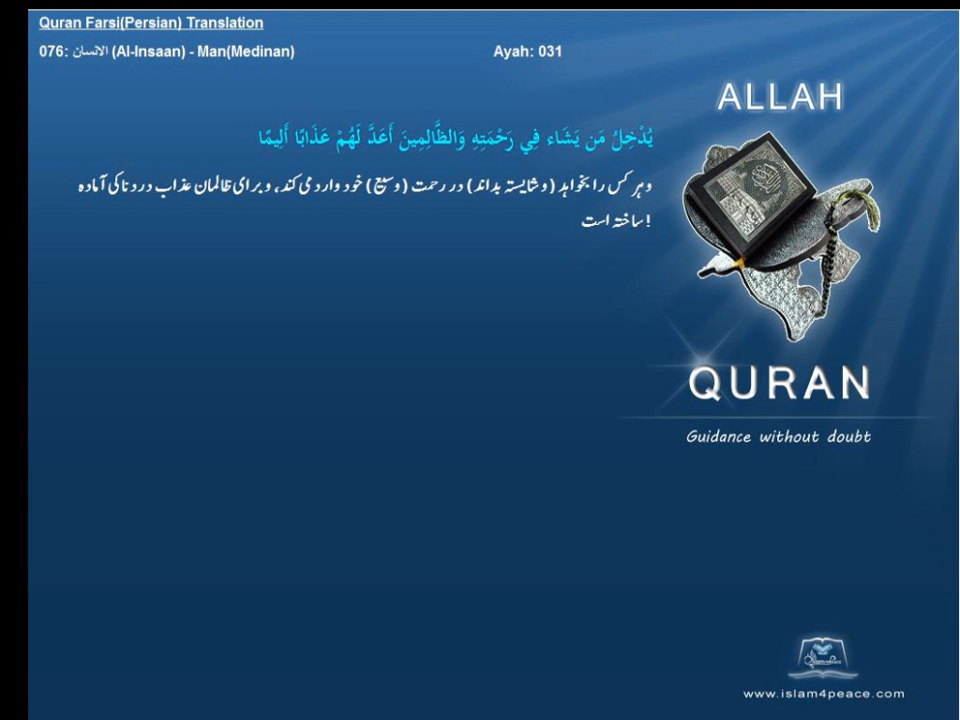 Quran Farsi(Persian) Translation
076: الانسان (Al-Insaan) - Man(Medinan) Ayah: 031
ALLAH
يُدْخِلُ مَن يَشَاء فِي رَحْمَتِهِ وَالظَّالِمِينَ أَعَدَّ لَهُمْ عَذَابًا أَلِيمًا
و هر کس را بخواهد (و شایسته بداند) در رحمت (وسیع) خود وارد می‌کند، و برای ظالمان عذاب دردناکی آماده
ساخته است!
QURAN
Guidance without doubt
www.islam4peace.com